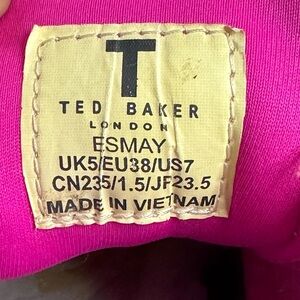 T
TED BAKER
LONDON
ESMAY
UK5/EU38/US7
CN235/1.5/JP23.5
MADE IN VIETNAM